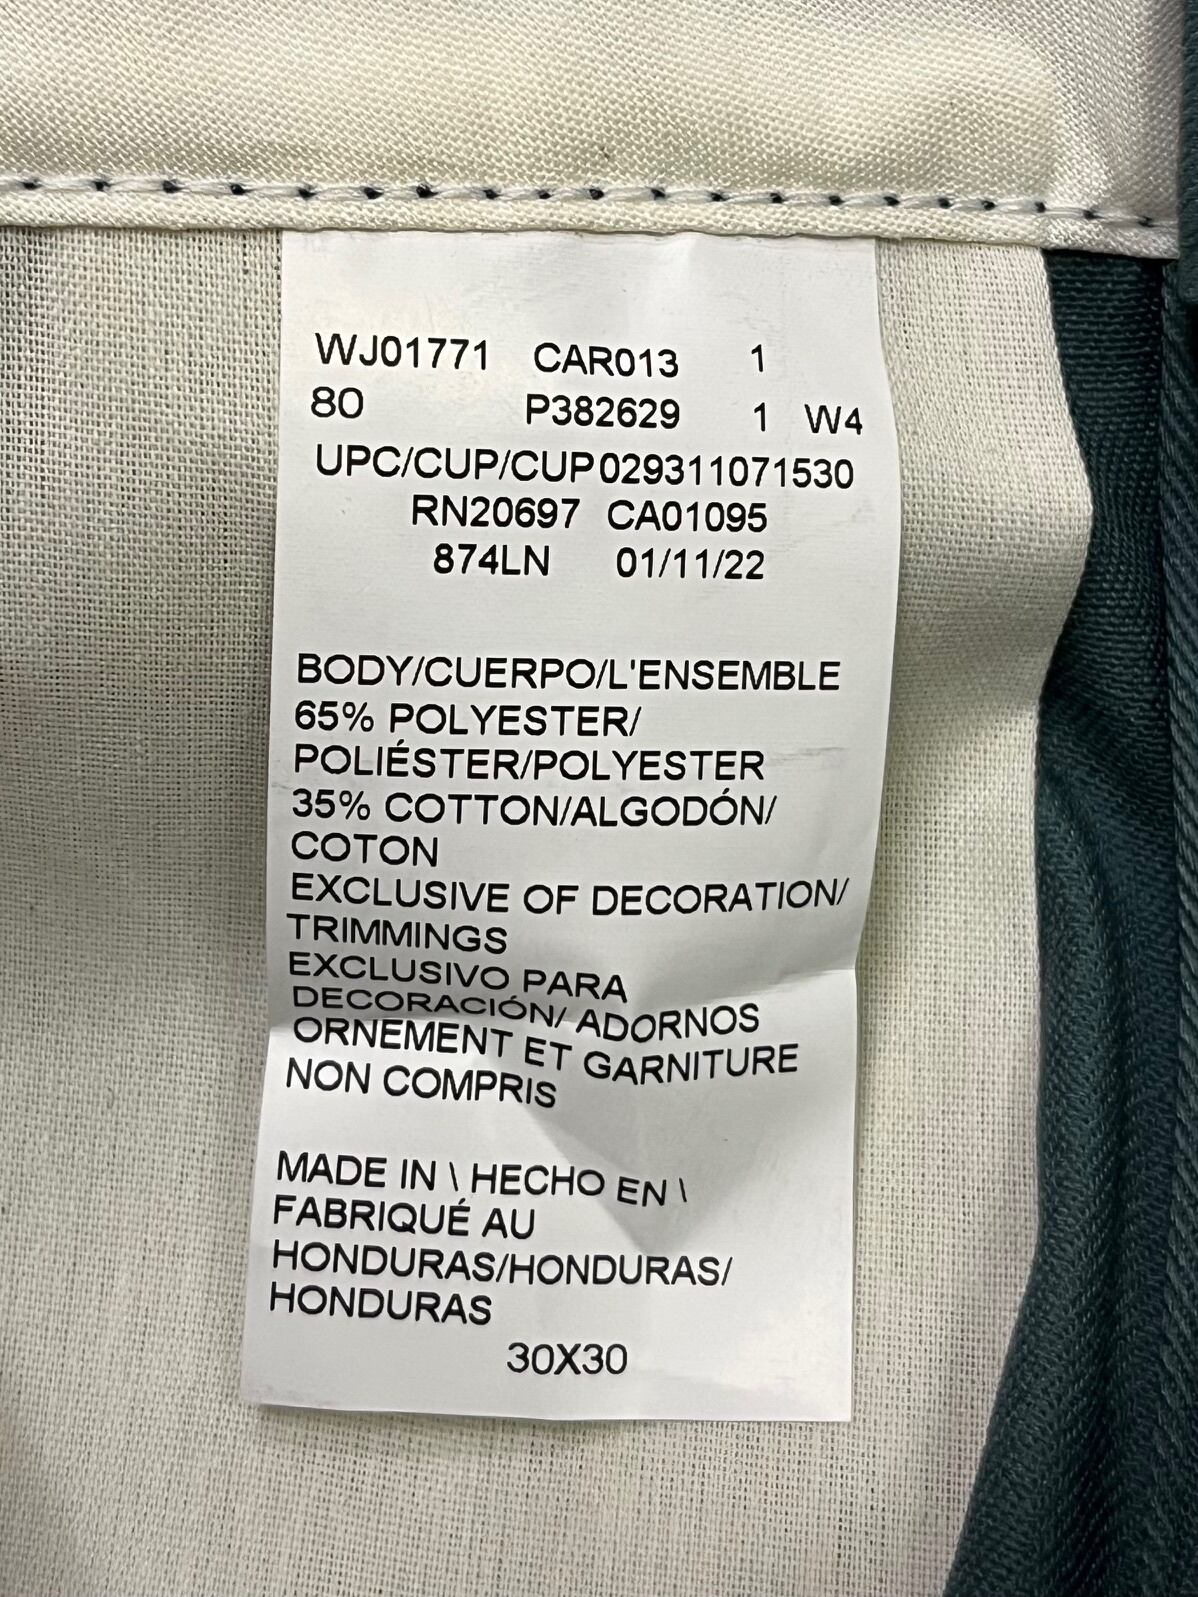 WJ01771 CAR013 1
80 P382629 1 W4
UPC/CUP/CUP029311071530
RN20697 CA01095
874LN 01/11/22
BODY/CUERPO/L'ENSEMBLE
65% POLYESTER/
POLIÉSTER/POLYESTER
35% COTTON/ALGODÓN/
COTON
EXCLUSIVE OF DECORATION/
TRIMMINGS
EXCLUSIVO PARA
DECORACIÓN/ ADORNOS
ORNEMENT ET GARNITURE
NON COMPRIS
MADE IN \ HECHO EN \
FABRIQUÉ AU
HONDURAS/HONDURAS/
HONDURAS
30X30